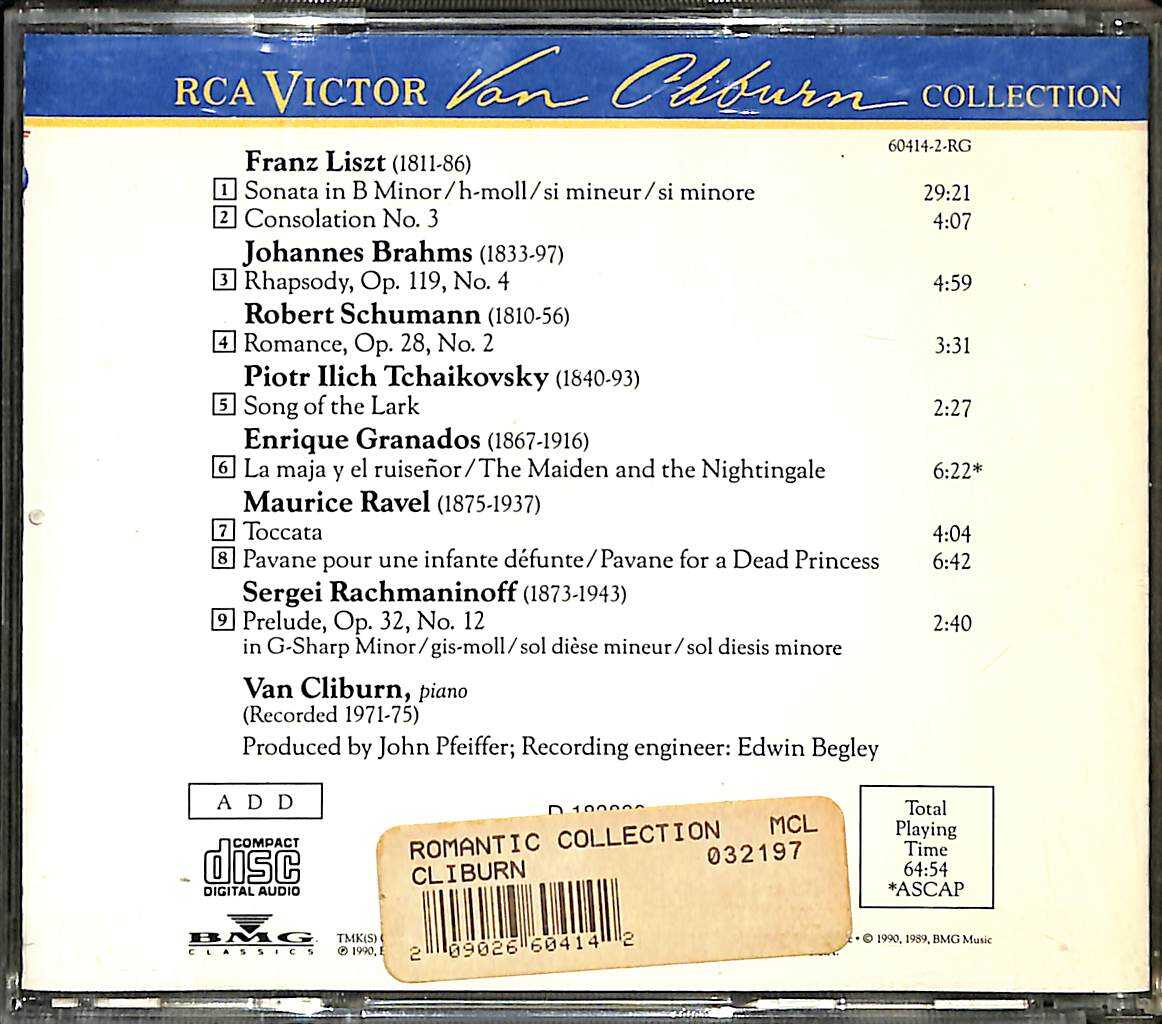 RCA VICTOR Van Cliburn COLLECTION
60414-2-RG
Franz Liszt (1811-86)
1 Sonata in B Minor/h-moll/si mineur/si minore 29:21
2 Consolation No. 3 4:07
Johannes Brahms (1833-97)
3 Rhapsody, Op. 119, No. 4 4:59
Robert Schumann (1810-56)
4 Romance, Op. 28, No. 2 3:31
Piotr Ilich Tchaikovsky (1840-93)
5 Song of the Lark 2:27
Enrique Granados (1867-1916)
6 La maja y el ruiseñor/The Maiden and the Nightingale 6:22*
Maurice Ravel (1875-1937)
7 Toccata 4:04
8 Pavane pour une infante défunte/Pavane for a Dead Princess 6:42
Sergei Rachmaninoff (1873-1943)
9 Prelude, Op. 32, No. 12 2:40
in G-Sharp Minor/gis-moll/sol dièse mineur/sol diesis minore
Van Cliburn, piano
(Recorded 1971-75)
Produced by John Pfeiffer; Recording engineer: Edwin Begley
ADD
COMPACT
disc
DIGITAL AUDIO
BMG
CLASSICS
ROMANTIC COLLECTION MCL
CLIBURN 032197
2 09026 60414 2
Total
Playing
Time
64:54
*ASCAP
TMK(S)
℗ 1990,
• © 1990, 1989, BMG Music